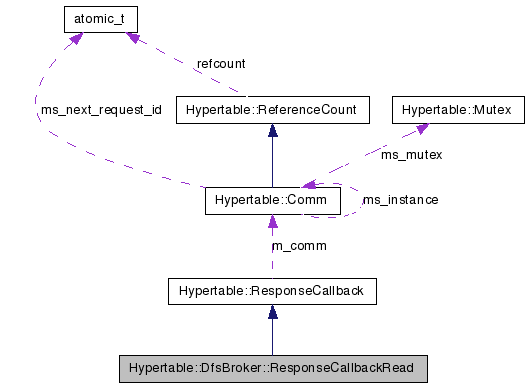 atomic_t
refcount
ms_next_request_id
Hypertable::ReferenceCount
Hypertable::Mutex
ms_mutex
Hypertable::Comm
ms_instance
m_comm
Hypertable::ResponseCallback
Hypertable::DfsBroker::ResponseCallbackRead